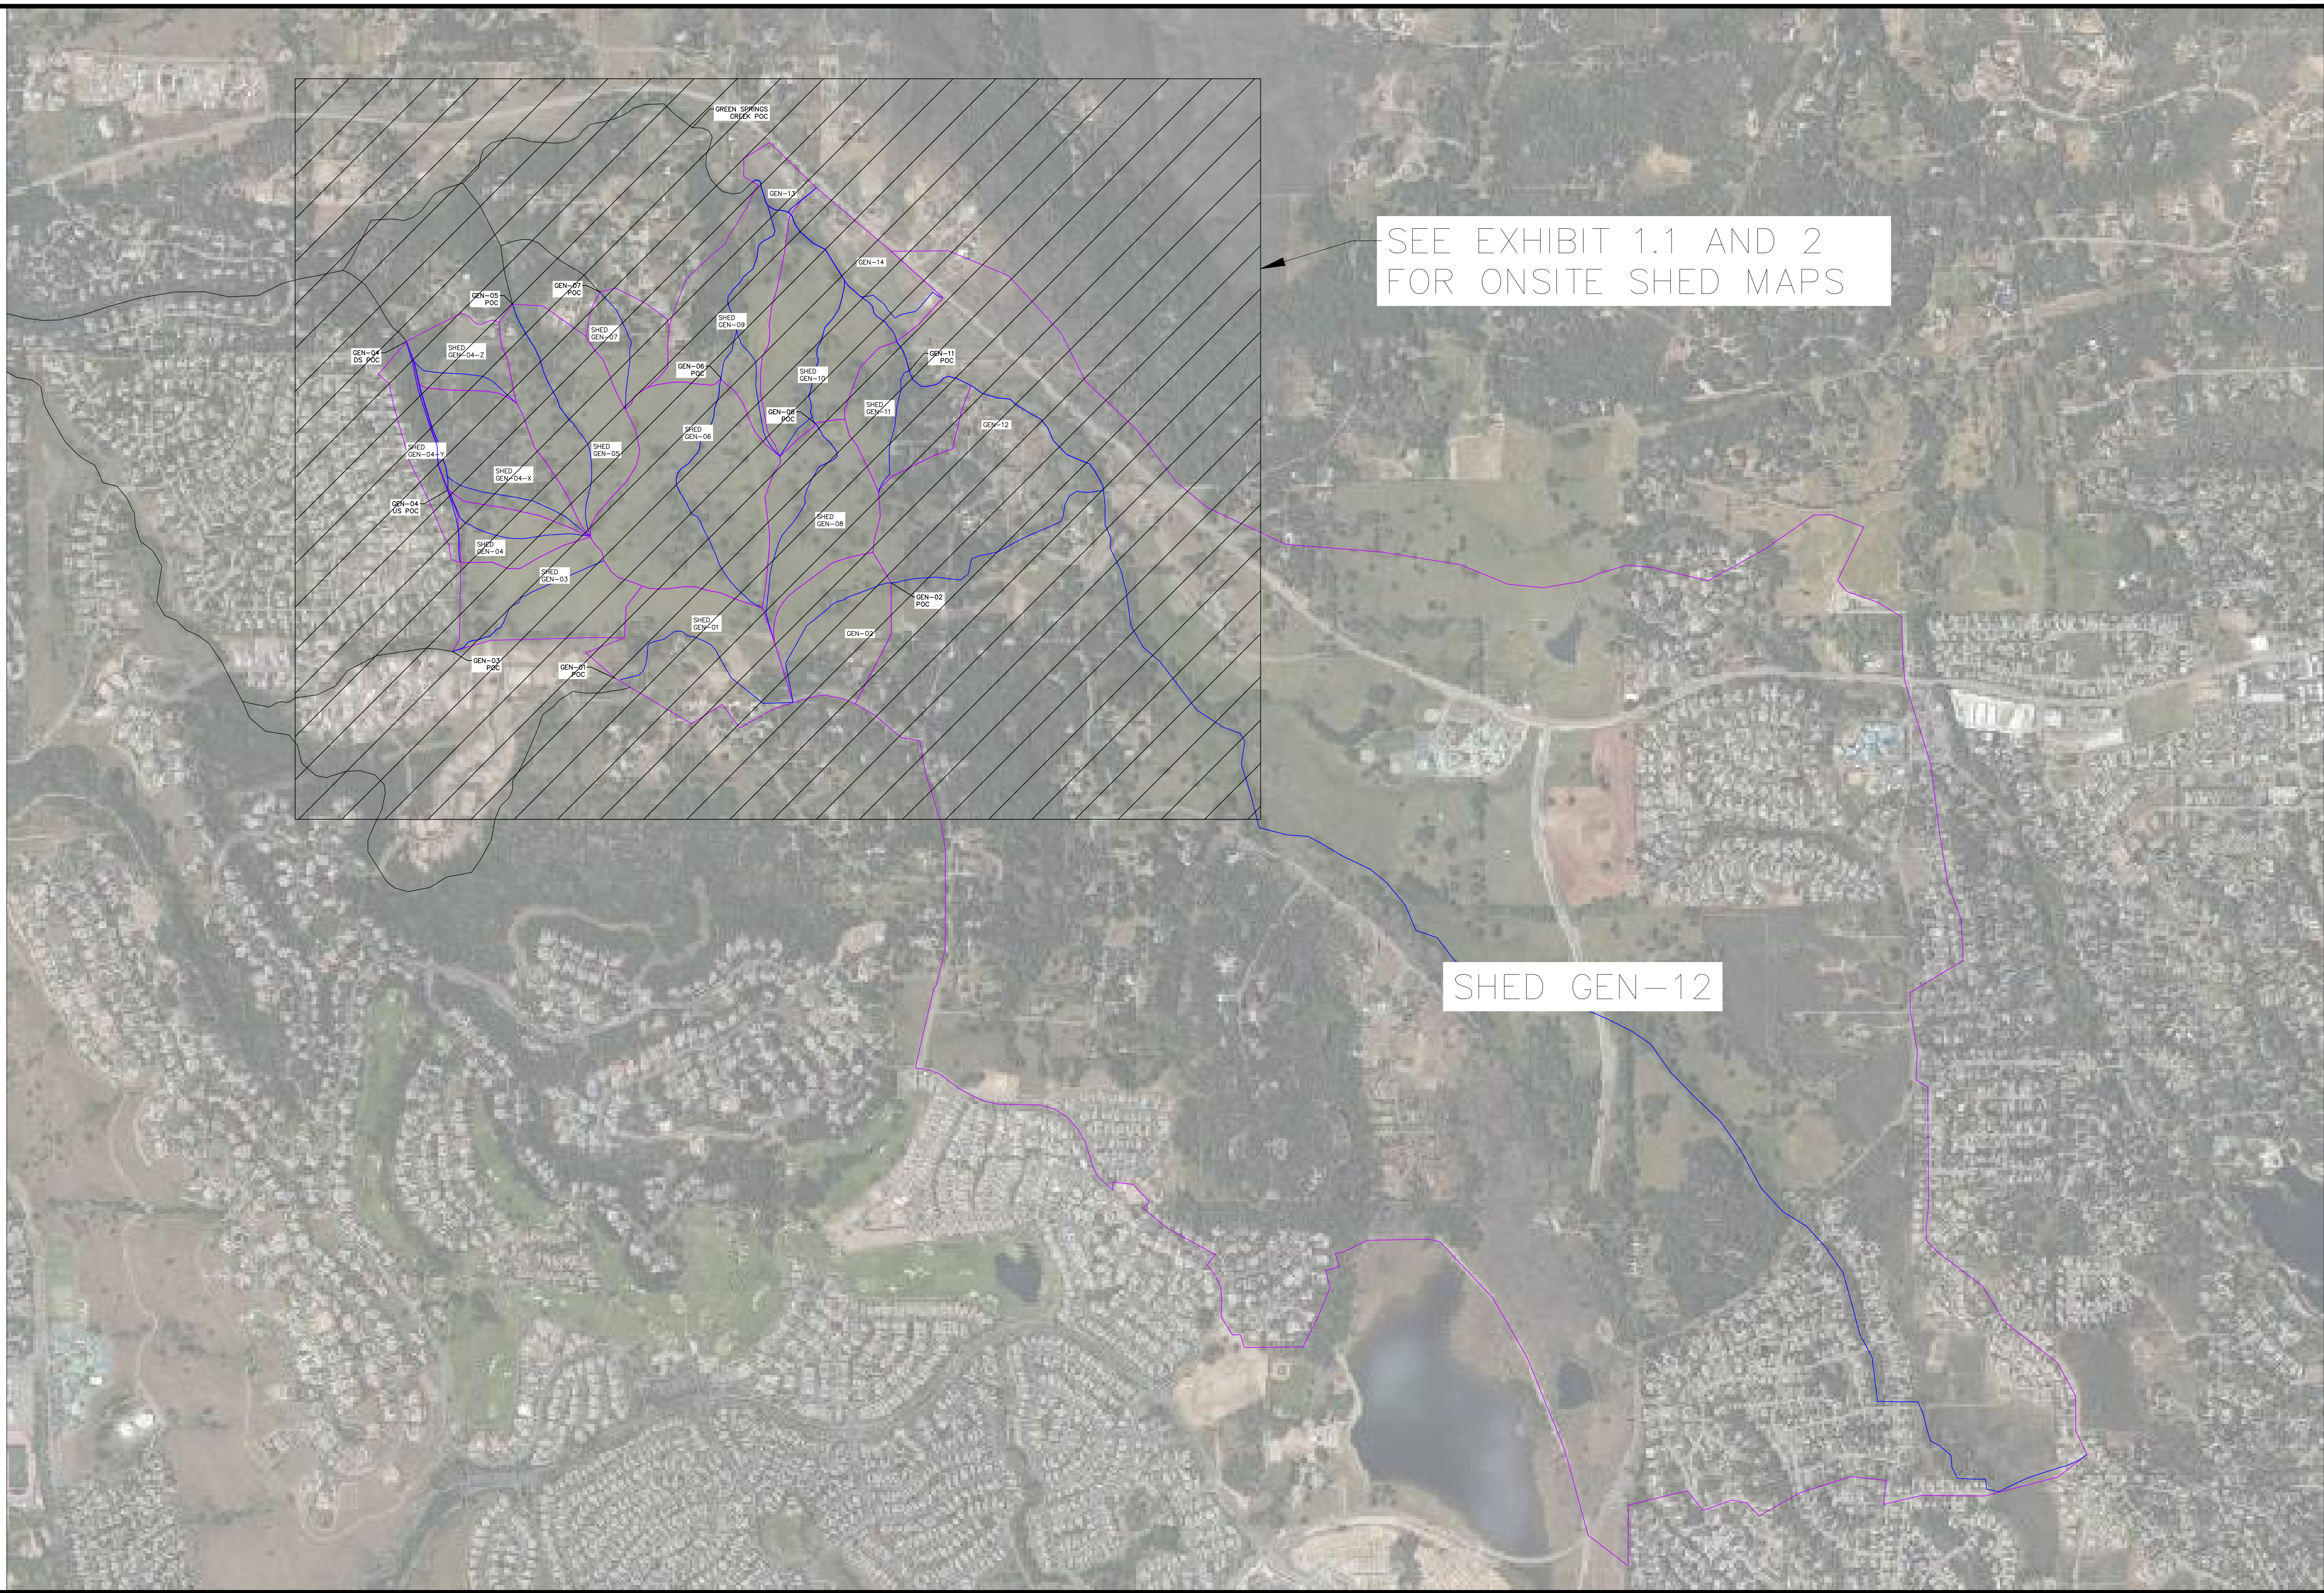 GREEN SPRINGS
CREEK POC
GEN-13
SEE EXHIBIT 1.1 AND 2
FOR ONSITE SHED MAPS
GEN-14
GEN-07
POC
GEN-05
POC
SHED
GEN-09
SHED
GEN-07
SHED
GEN-04-Z
GEN-04
DS POC
GEN-11
POC
GEN-06
POC
SHED
GEN-10
SHED
GEN-11
GEN-08
POC
GEN-12
SHED
GEN-06
SHED
GEN-04-Y
SHED
GEN-05
SHED
GEN-04-X
GEN-04
US POC
SHED
GEN-08
SHED
GEN-04
SHED
GEN-03
GEN-02
POC
SHED
GEN-01
GEN-02
GEN-03
POC
GEN-01
POC
SHED GEN-12